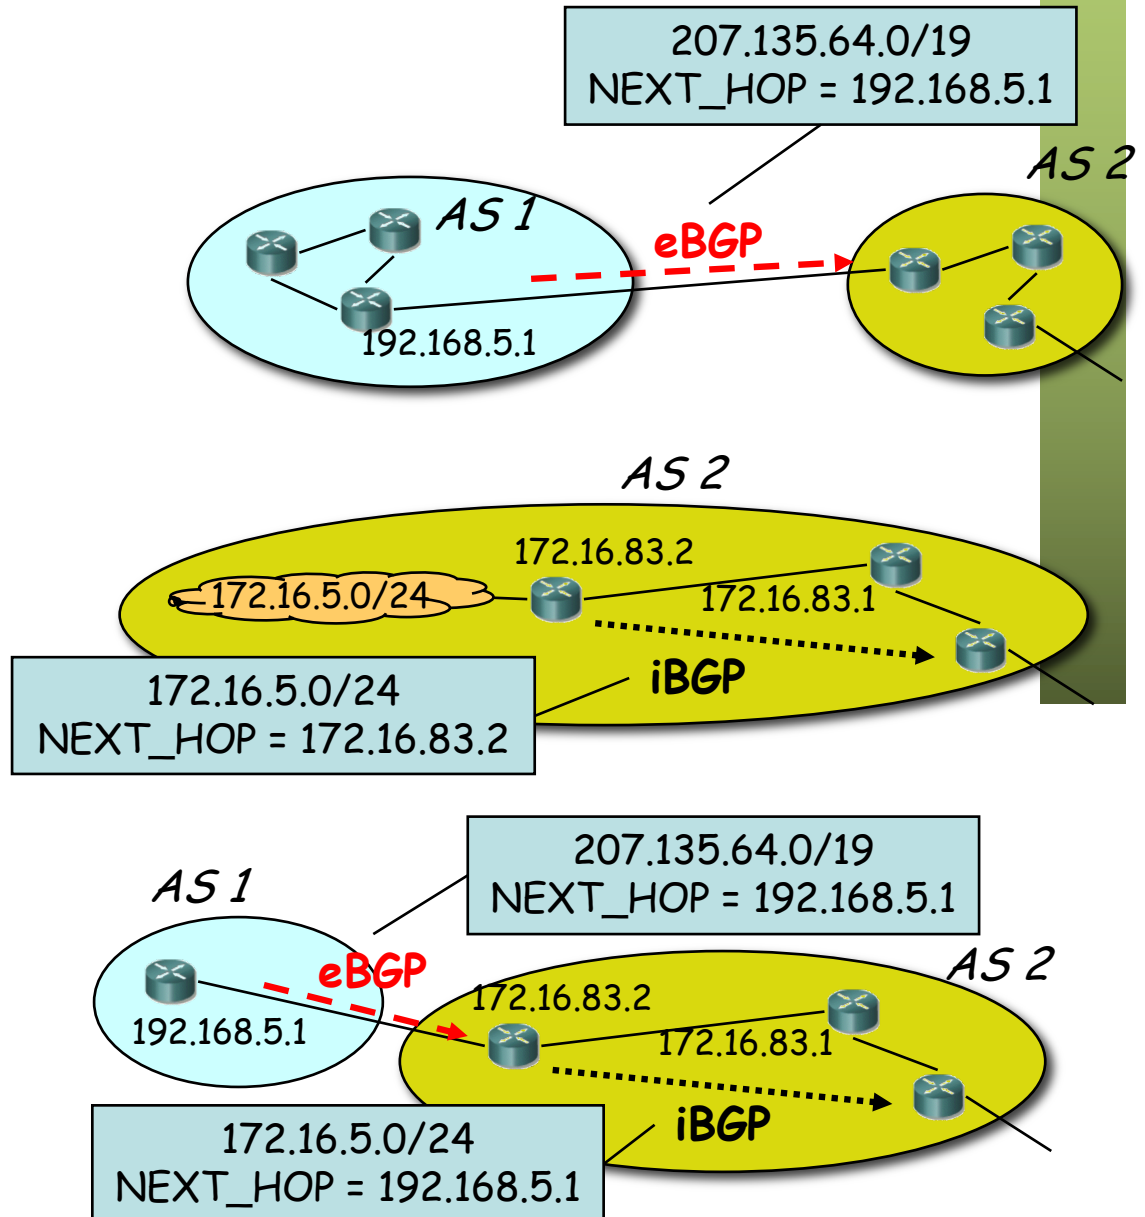 207.135.64.0/19
NEXT_HOP = 192.168.5.1
AS 2
AS 1
eBGP
192.168.5.1
AS 2
172.16.83.2
172.16.5.0/24
172.16.83.1
iBGP
172.16.5.0/24
NEXT_HOP = 172.16.83.2
207.135.64.0/19
NEXT_HOP = 192.168.5.1
AS 1
AS 2
eBGP
172.16.83.2
192.168.5.1
172.16.83.1
iBGP
172.16.5.0/24
NEXT_HOP = 192.168.5.1